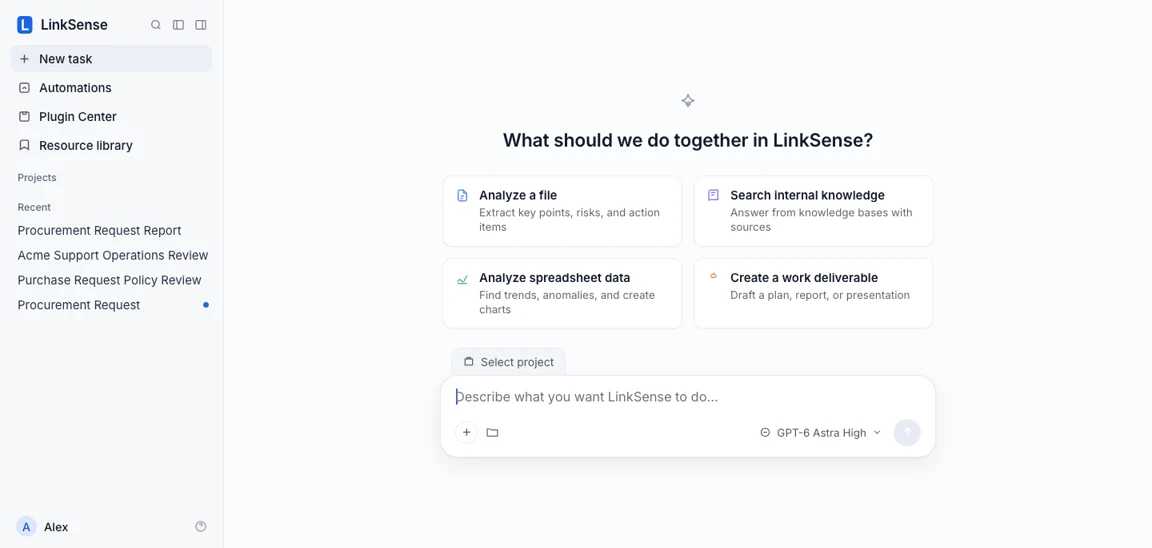 L LinkSense
New task
Automations
Plugin Center
Resource library
Projects
Recent
Procurement Request Report
Acme Support Operations Review
Purchase Request Policy Review
Procurement Request
A Alex
What should we do together in LinkSense?
Analyze a file
Extract key points, risks, and action
items
Search internal knowledge
Answer from knowledge bases with
sources
Analyze spreadsheet data
Find trends, anomalies, and create
charts
Create a work deliverable
Draft a plan, report, or presentation
Select project
Describe what you want LinkSense to do...
GPT-6 Astra High